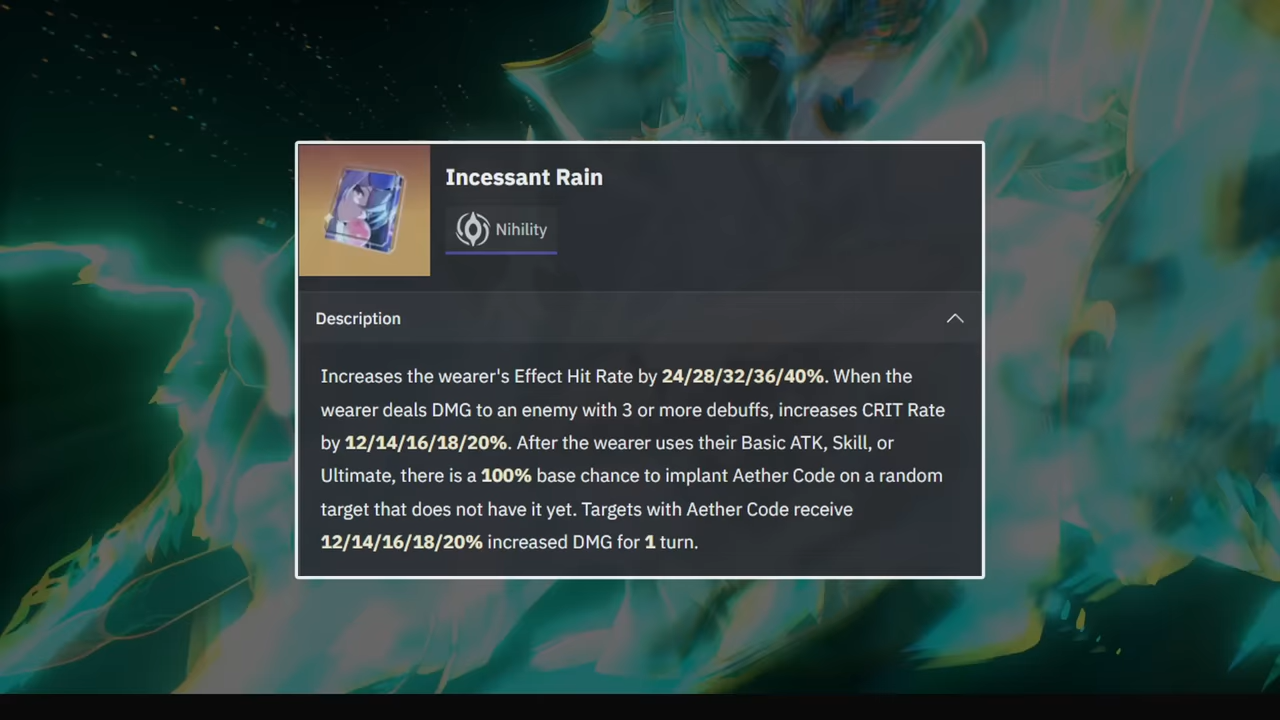 Incessant Rain
Nihility
Description
Increases the wearer's Effect Hit Rate by 24/28/32/36/40%. When the
wearer deals DMG to an enemy with 3 or more debuffs, increases CRIT Rate
by 12/14/16/18/20%. After the wearer uses their Basic ATK, Skill, or
Ultimate, there is a 100% base chance to implant Aether Code on a random
target that does not have it yet. Targets with Aether Code receive
12/14/16/18/20% increased DMG for 1 turn.